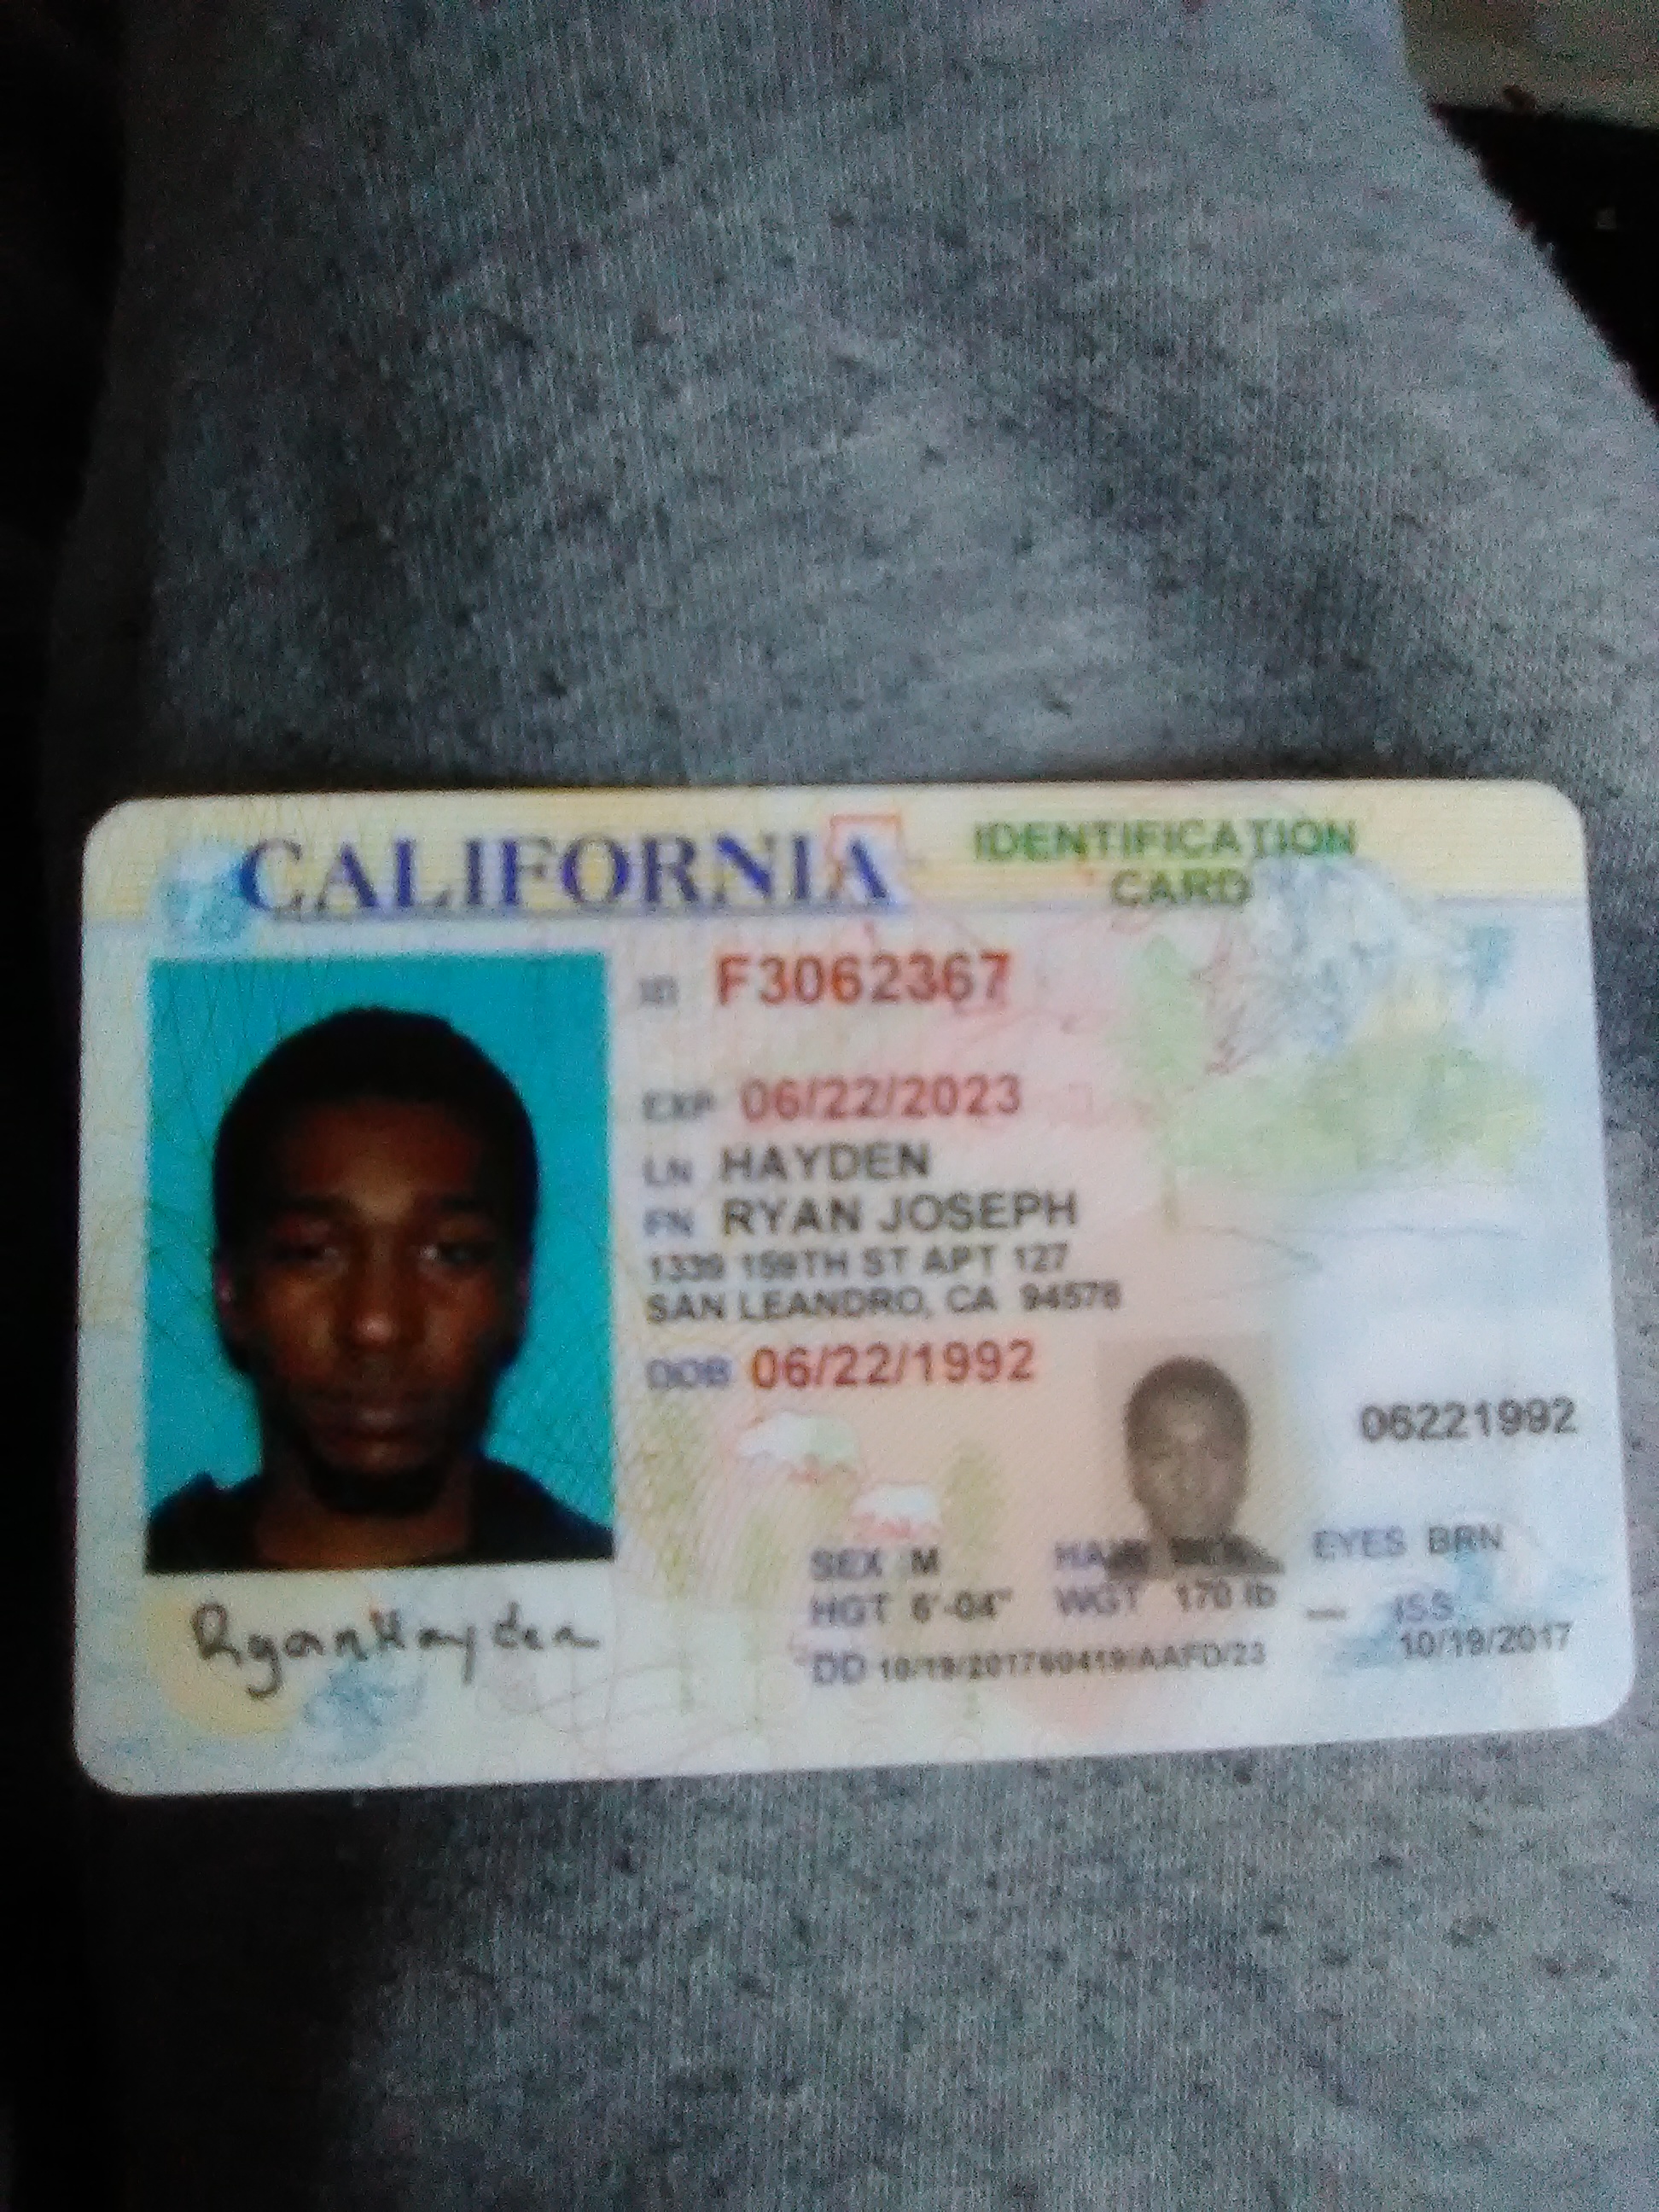 CALIFORNIA IDENTIFICATION CARD
ID F3062367
EXP 06/22/2023
LN HAYDEN
FN RYAN JOSEPH
1339 159TH ST APT 127
SAN LEANDRO, CA 94578
DOB 06/22/1992
06221992
SEX M HAIR EYES BRN
HGT 6'-04" WGT 170 lb ISS
10/19/2017
DD 10/19/201760419/AAFD/23
Ryan Hayden